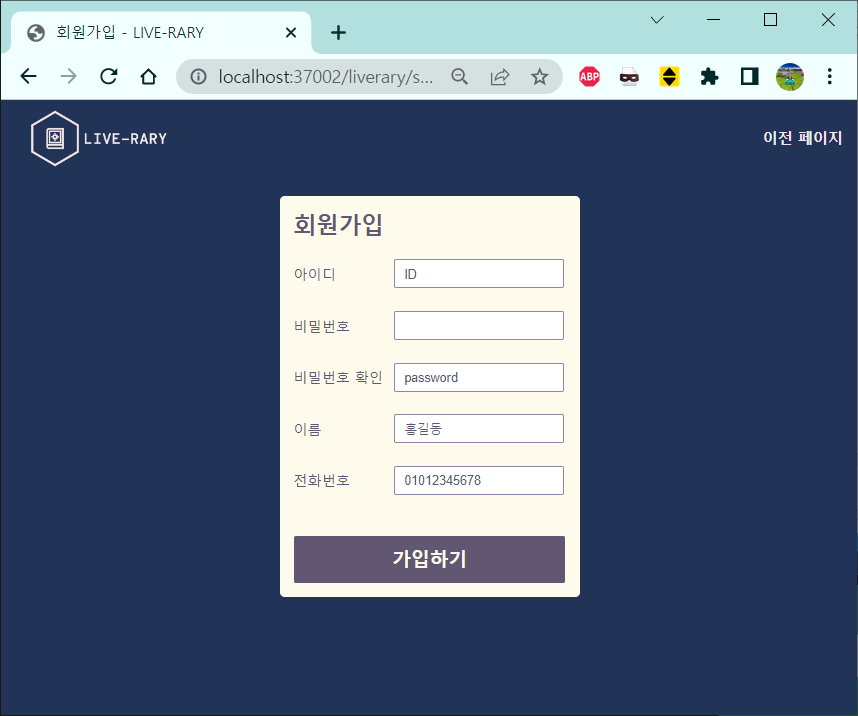 회원가입 - LIVE-RARY
localhost:37002/liverary/s...
ABP
LIVE-RARY
이전 페이지
회원가입
아이디 ID
비밀번호
비밀번호 확인 password
이름 홍길동
전화번호 01012345678
가입하기